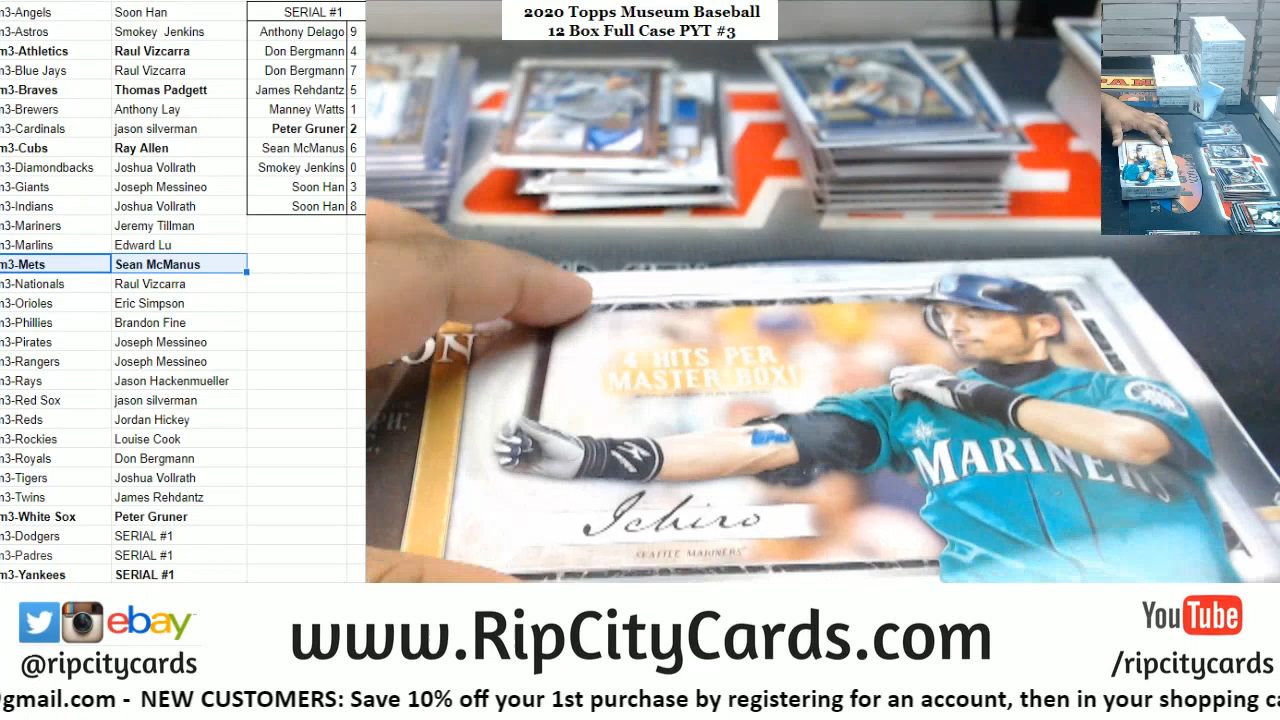 m3-Angels Soon Han
m3-Astros Smokey Jenkins
m3-Athletics Raul Vizcarra
m3-Blue Jays Raul Vizcarra
m3-Braves Thomas Padgett
m3-Brewers Anthony Lay
m3-Cardinals jason silverman
m3-Cubs Ray Allen
m3-Diamondbacks Joshua Vollrath
m3-Giants Joseph Messineo
m3-Indians Joshua Vollrath
m3-Mariners Jeremy Tillman
m3-Marlins Edward Lu
m3-Mets Sean McManus
m3-Nationals Raul Vizcarra
m3-Orioles Eric Simpson
m3-Phillies Brandon Fine
m3-Pirates Joseph Messineo
m3-Rangers Joseph Messineo
m3-Rays Jason Hackenmueller
m3-Red Sox jason silverman
m3-Reds Jordan Hickey
m3-Rockies Louise Cook
m3-Royals Don Bergmann
m3-Tigers Joshua Vollrath
m3-Twins James Rehdantz
m3-White Sox Peter Gruner
m3-Dodgers SERIAL #1
m3-Padres SERIAL #1
m3-Yankees SERIAL #1
SERIAL #1
Anthony Delago 9
Don Bergmann 4
Don Bergmann 7
James Rehdantz 5
Manney Watts 1
Peter Gruner 2
Sean McManus 6
Smokey Jenkins 0
Soon Han 3
Soon Han 8
2020 Topps Museum Baseball
12 Box Full Case PYT #3
ON
4 HITS PER
MASTER BOX!
topps
MARINERS
Ichiro
SEATTLE MARINERS
ebay
@ripcitycards
www.RipCityCards.com
YouTube
/ripcitycards
@gmail.com - NEW CUSTOMERS: Save 10% off your 1st purchase by registering for an account, then in your shopping ca